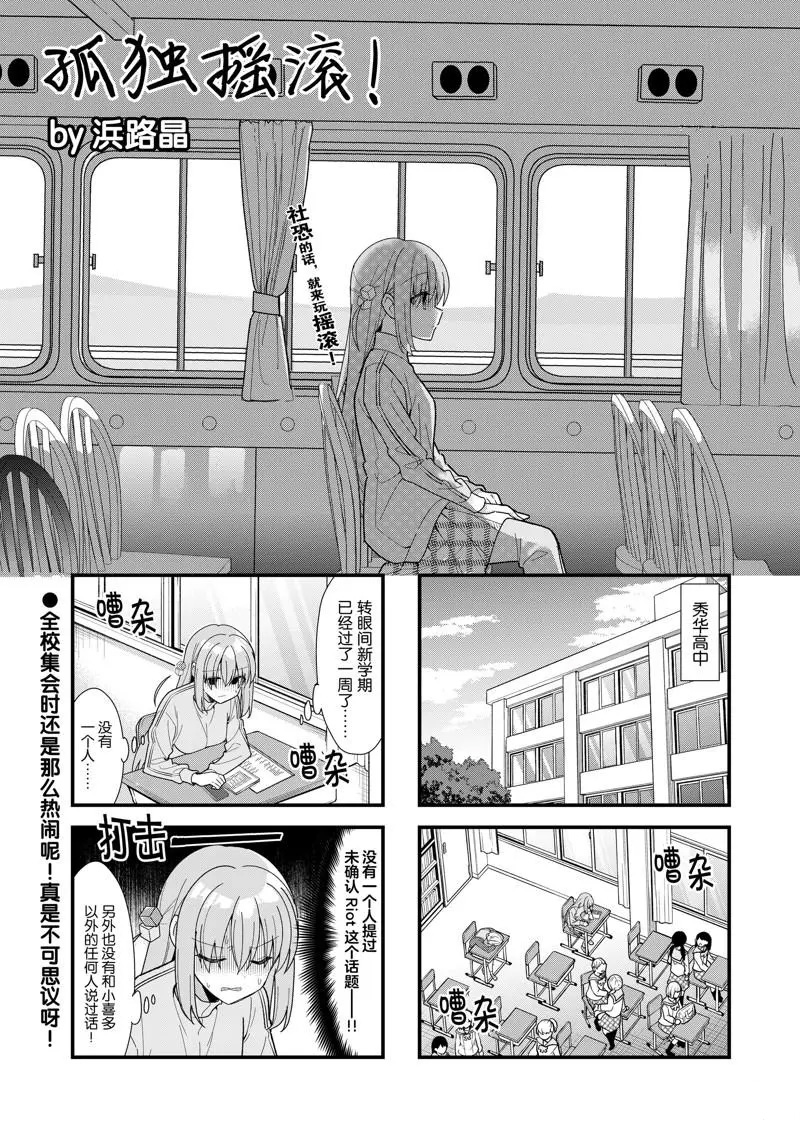 孤独摇滚!
by 浜路晶
社恐的话,
就来玩摇滚!
秀华高中
嘈杂
嘈杂
转眼间新学期
已经过了一周了……
嘈杂
没有
一个人……
嘈杂
没有一个人提过
未确认 Riot 这个话题——!!
打击——
另外也没有和小喜多
以外的任何人说过话!
●全校集会时还是那么热闹呢!真是不可思议呀!